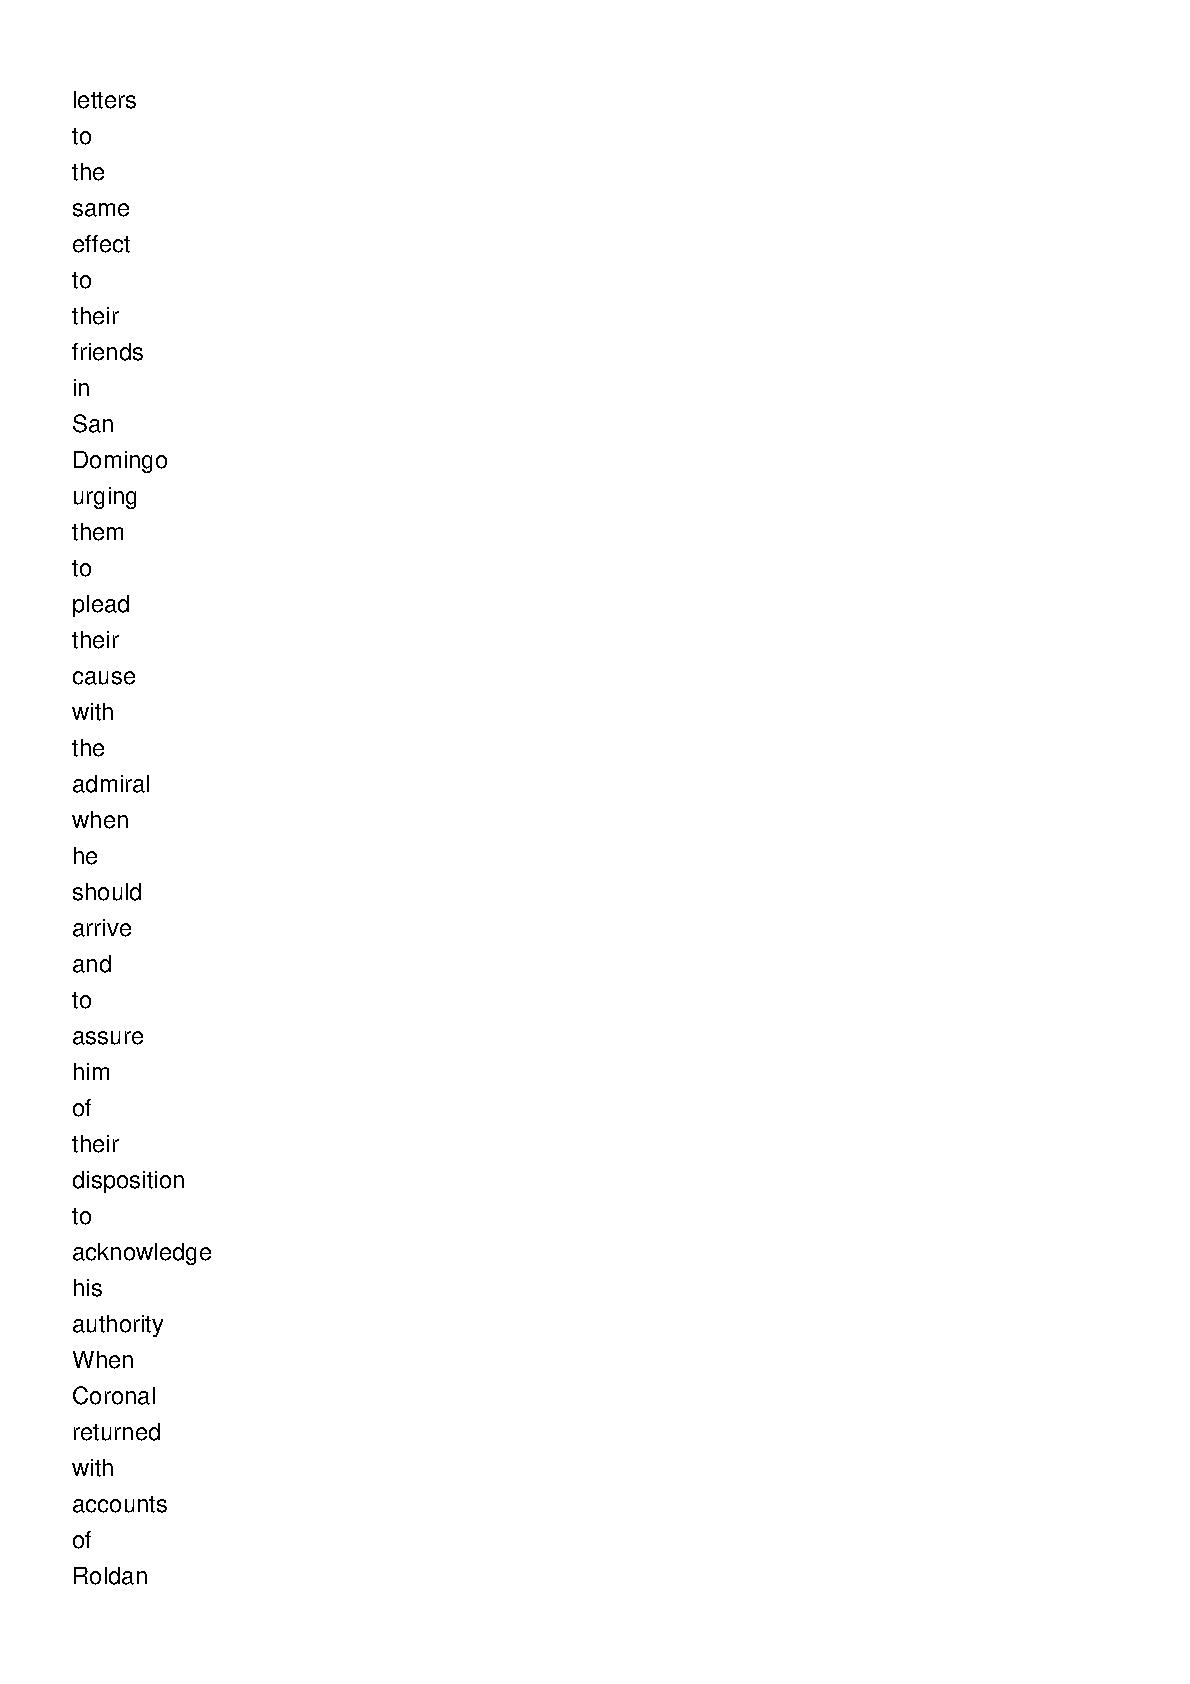 letters
to
the
same
effect
to
their
friends
in
San
Domingo
urging
them
to
plead
their
cause
with
the
admiral
when
he
should
arrive
and
to
assure
him
of
their
disposition
to
acknowledge
his
authority
When
Coronal
returned
with
accounts
of
Roldan